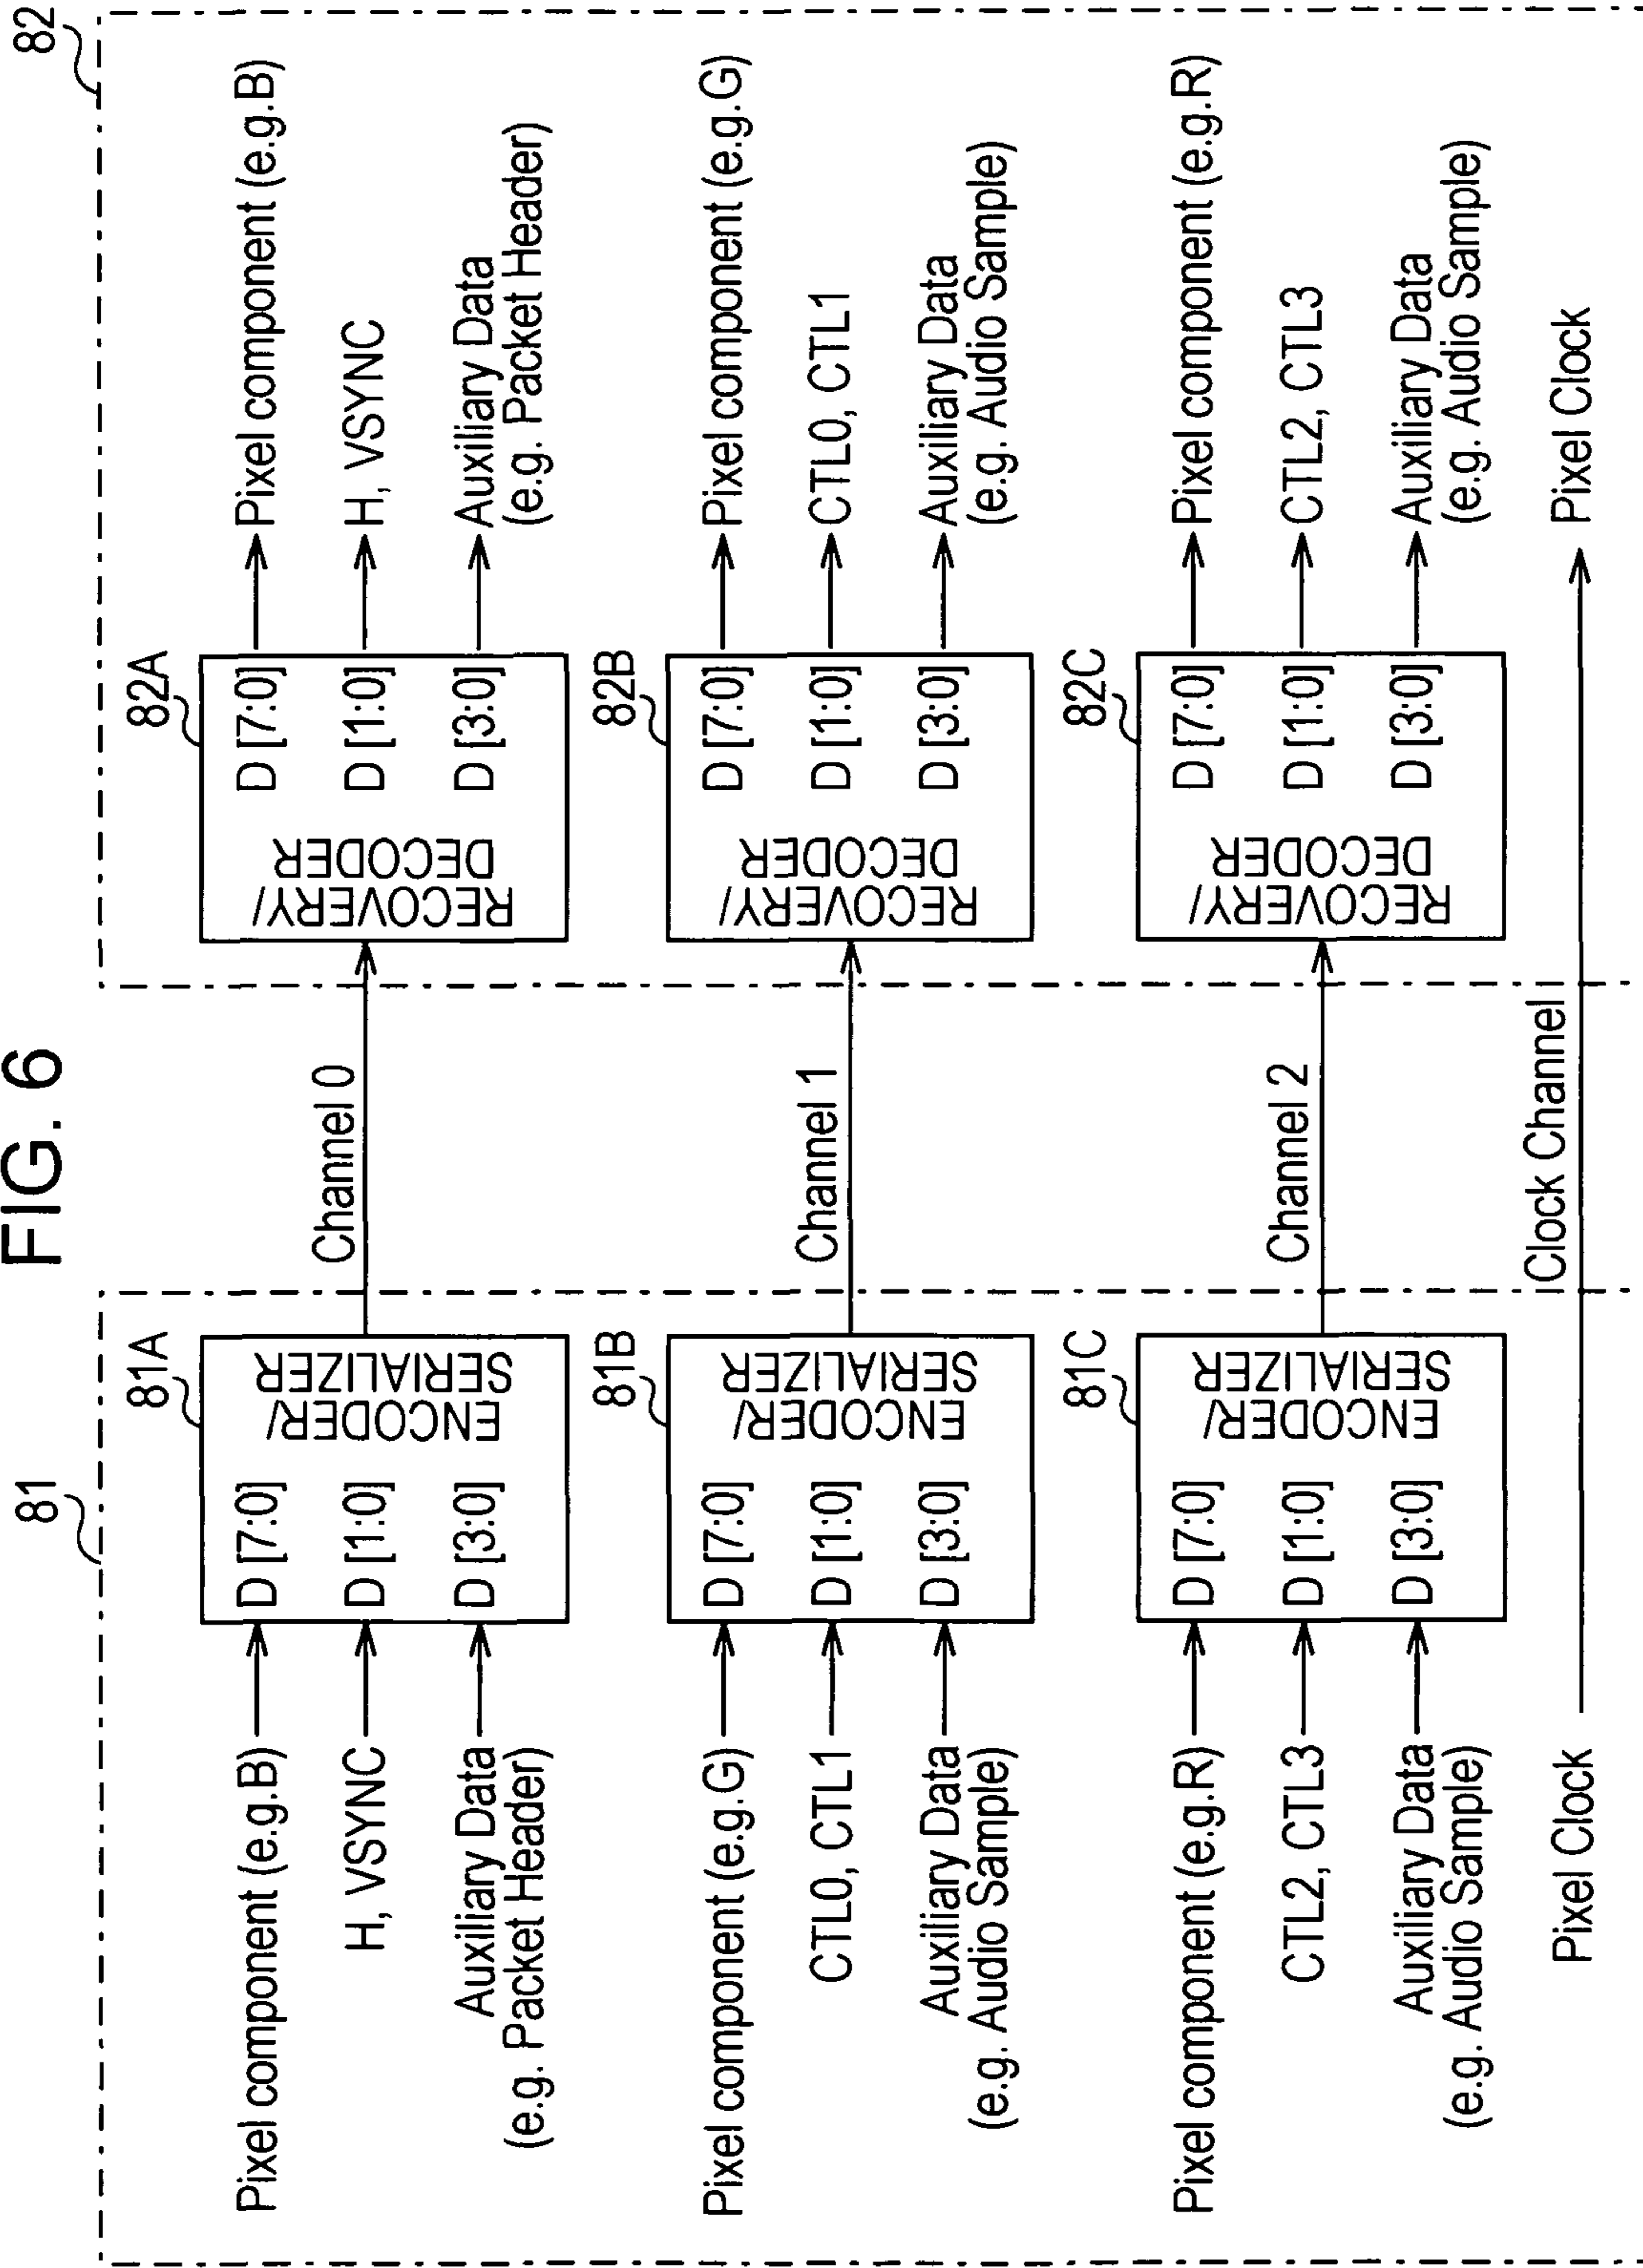 FIG. 6
81
82
81A
Pixel component (e.g.B)
H, VSYNC
Auxiliary Data
(e.g. Packet Header)
D [7:0]
D [1:0]
D [3:0]
ENCODER/
SERIALIZER
Channel 0
82A
RECOVERY/
DECODER
D [7:0]
D [1:0]
D [3:0]
Pixel component (e.g.B)
H, VSYNC
Auxiliary Data
(e.g. Packet Header)
81B
Pixel component (e.g.G)
CTL0, CTL1
Auxiliary Data
(e.g. Audio Sample)
D [7:0]
D [1:0]
D [3:0]
ENCODER/
SERIALIZER
Channel 1
82B
RECOVERY/
DECODER
D [7:0]
D [1:0]
D [3:0]
Pixel component (e.g.G)
CTL0, CTL1
Auxiliary Data
(e.g. Audio Sample)
81C
Pixel component (e.g.R)
CTL2, CTL3
Auxiliary Data
(e.g. Audio Sample)
D [7:0]
D [1:0]
D [3:0]
ENCODER/
SERIALIZER
Channel 2
82C
RECOVERY/
DECODER
D [7:0]
D [1:0]
D [3:0]
Pixel component (e.g.R)
CTL2, CTL3
Auxiliary Data
(e.g. Audio Sample)
Pixel Clock
Clock Channel
Pixel Clock